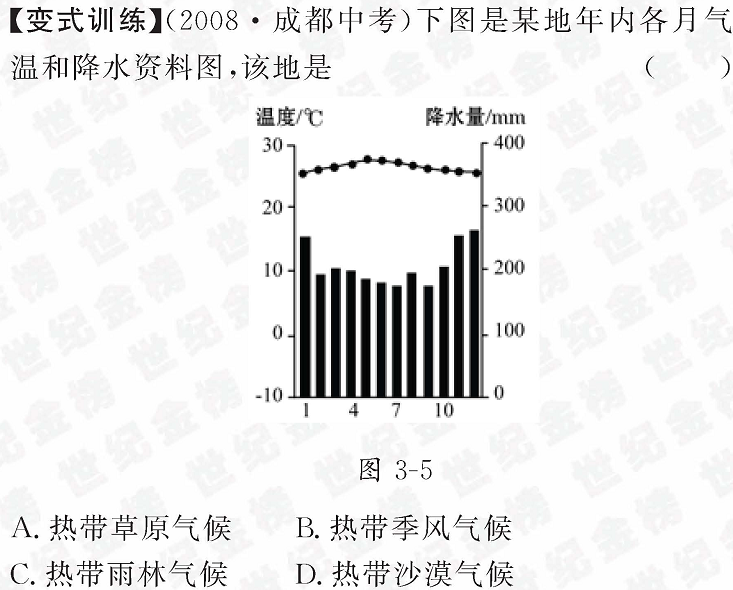 【变式训练】(2008·成都中考)下图是某地年内各月气
温和降水资料图,该地是 ( )
温度/℃ 降水量/mm
30 400
20 300
10 200
0 100
-10 0
1 4 7 10
图 3-5
A. 热带草原气候 B. 热带季风气候
C. 热带雨林气候 D. 热带沙漠气候
世纪金榜